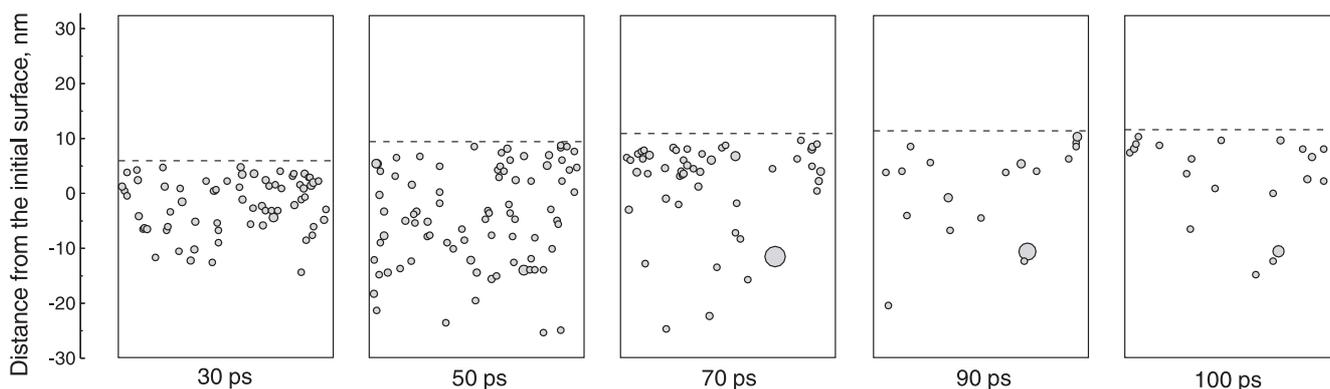 Distance from the initial surface, nm
30
20
10
0
-10
-20
-30
30 ps
50 ps
70 ps
90 ps
100 ps